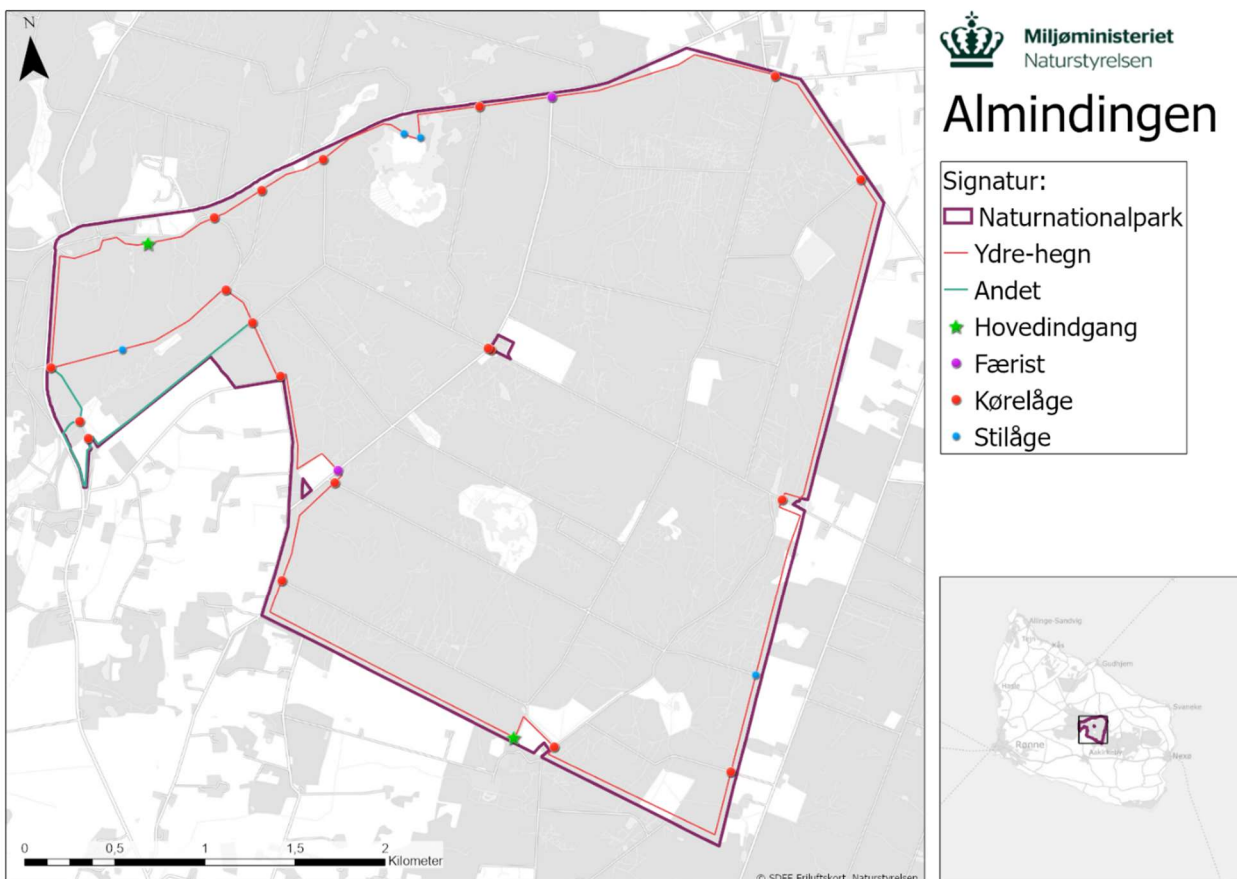 N
Miljøministeriet
Naturstyrelsen
Almindingen
Signatur:
Naturnationalpark
Ydre-hegn
Andet
Hovedindgang
Færist
Kørelåge
Stilåge
Allinge-Sandvig
Gudhjem
Svaneke
Rønne
Nexø
0 0,5 1 1,5 2
Kilometer
© SDFE Friluftskort, Naturstyrelsen